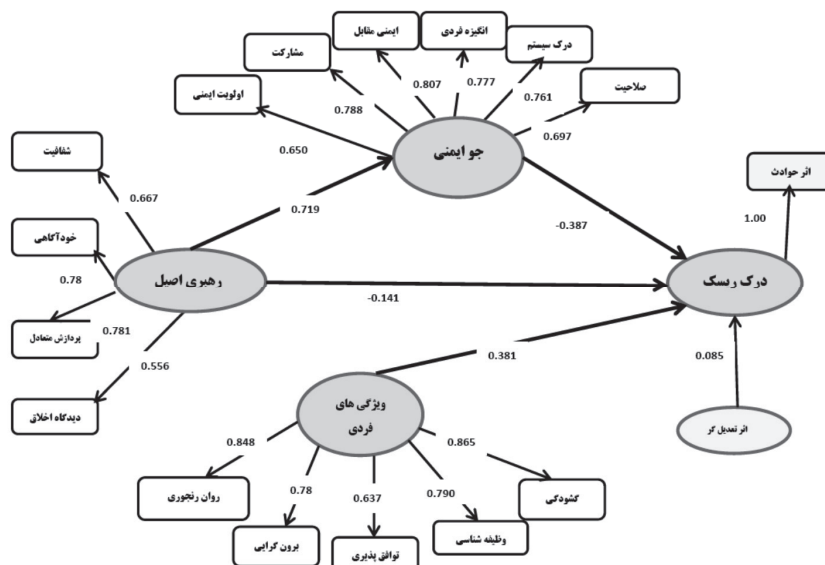 انگیزه فردی
ایمنی مقابل
درک سیستم
مشارکت
صلاحیت
اولویت ایمنی
0.807
0.777
0.761
0.788
0.697
0.650
جو ایمنی
شفافیت
اثر حوادث
0.667
0.719
-0.387
1.00
خودآگاهی
0.78
رهبری اصیل
درک ریسک
-0.141
پردازش متعادل
0.781
0.556
0.381
0.085
دیدگاه اخلاق
ویژگی های
فردی
اثر تعدیل گر
0.848
0.865
0.78
0.637
0.790
روان رنجوری
گشودگی
برون گرایی
توافق پذیری
وظیفه شناسی